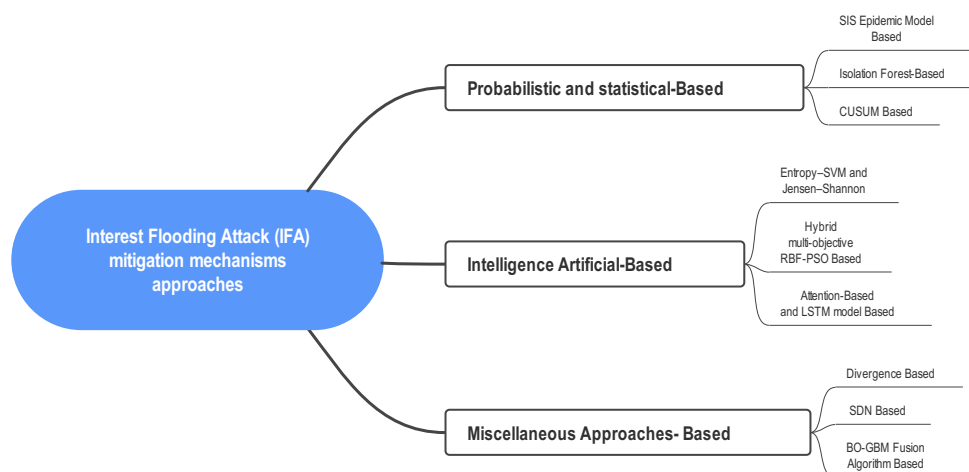 Interest Flooding Attack (IFA)
mitigation mechanisms
approaches
Probabilistic and statistical-Based
SIS Epidemic Model
Based
Isolation Forest-Based
CUSUM Based
Intelligence Artificial-Based
Entropy–SVM and
Jensen–Shannon
Hybrid
multi-objective
RBF-PSO Based
Attention-Based
and LSTM model Based
Miscellaneous Approaches- Based
Divergence Based
SDN Based
BO-GBM Fusion
Algorithm Based